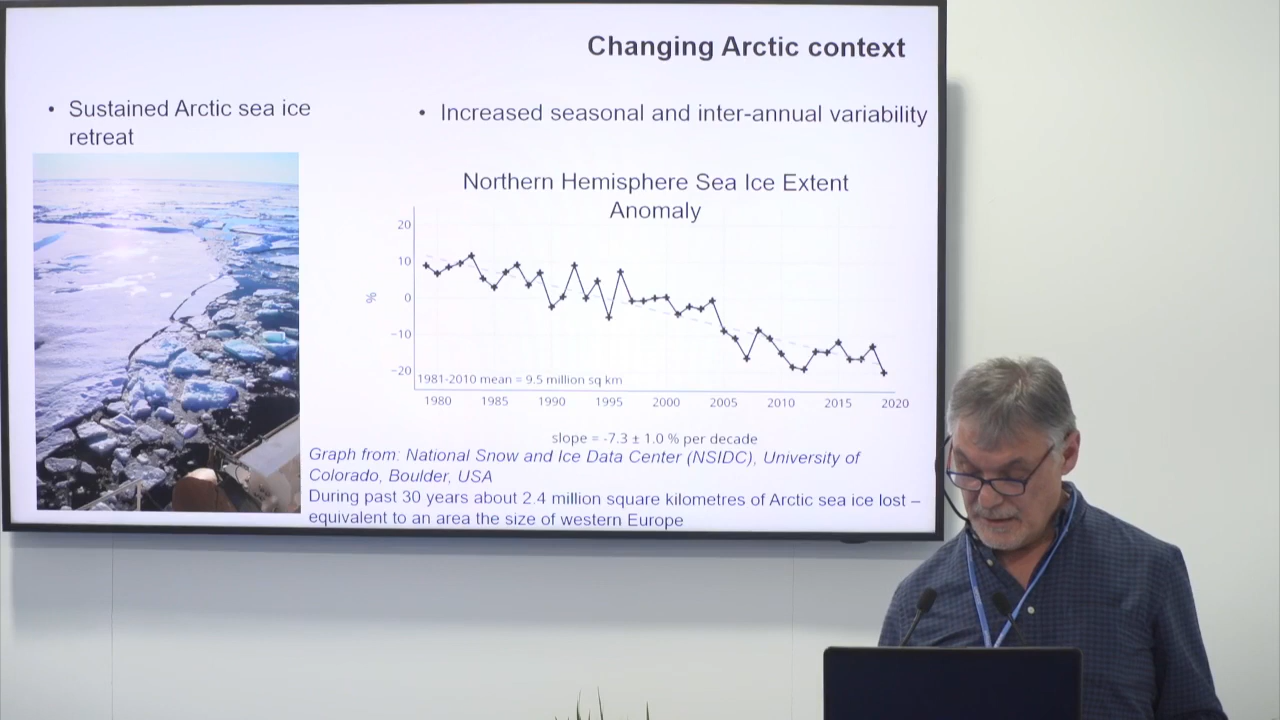 Changing Arctic context
• Sustained Arctic sea ice
retreat
• Increased seasonal and inter-annual variability
Northern Hemisphere Sea Ice Extent
Anomaly
20
10
0
−10
−20
%
1981-2010 mean = 9.5 million sq km
1980 1985 1990 1995 2000 2005 2010 2015 2020
slope = -7.3 ± 1.0 % per decade
Graph from: National Snow and Ice Data Center (NSIDC), University of
Colorado, Boulder, USA
During past 30 years about 2.4 million square kilometres of Arctic sea ice lost –
equivalent to an area the size of western Europe